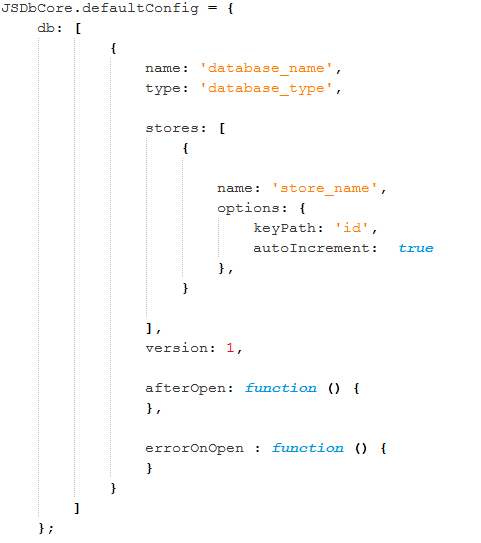 JSDbCore.defaultConfig = {
    db: [
            {
                name: 'database_name',
                type: 'database_type',
                stores: [
                    {
                        name: 'store_name',
                        options: {
                            keyPath: 'id',
                            autoIncrement:  true
                        },
                    }
                ],
                version: 1,
                afterOpen: function () {
                },
                errorOnOpen : function () {
                }
            }
        ]
    };